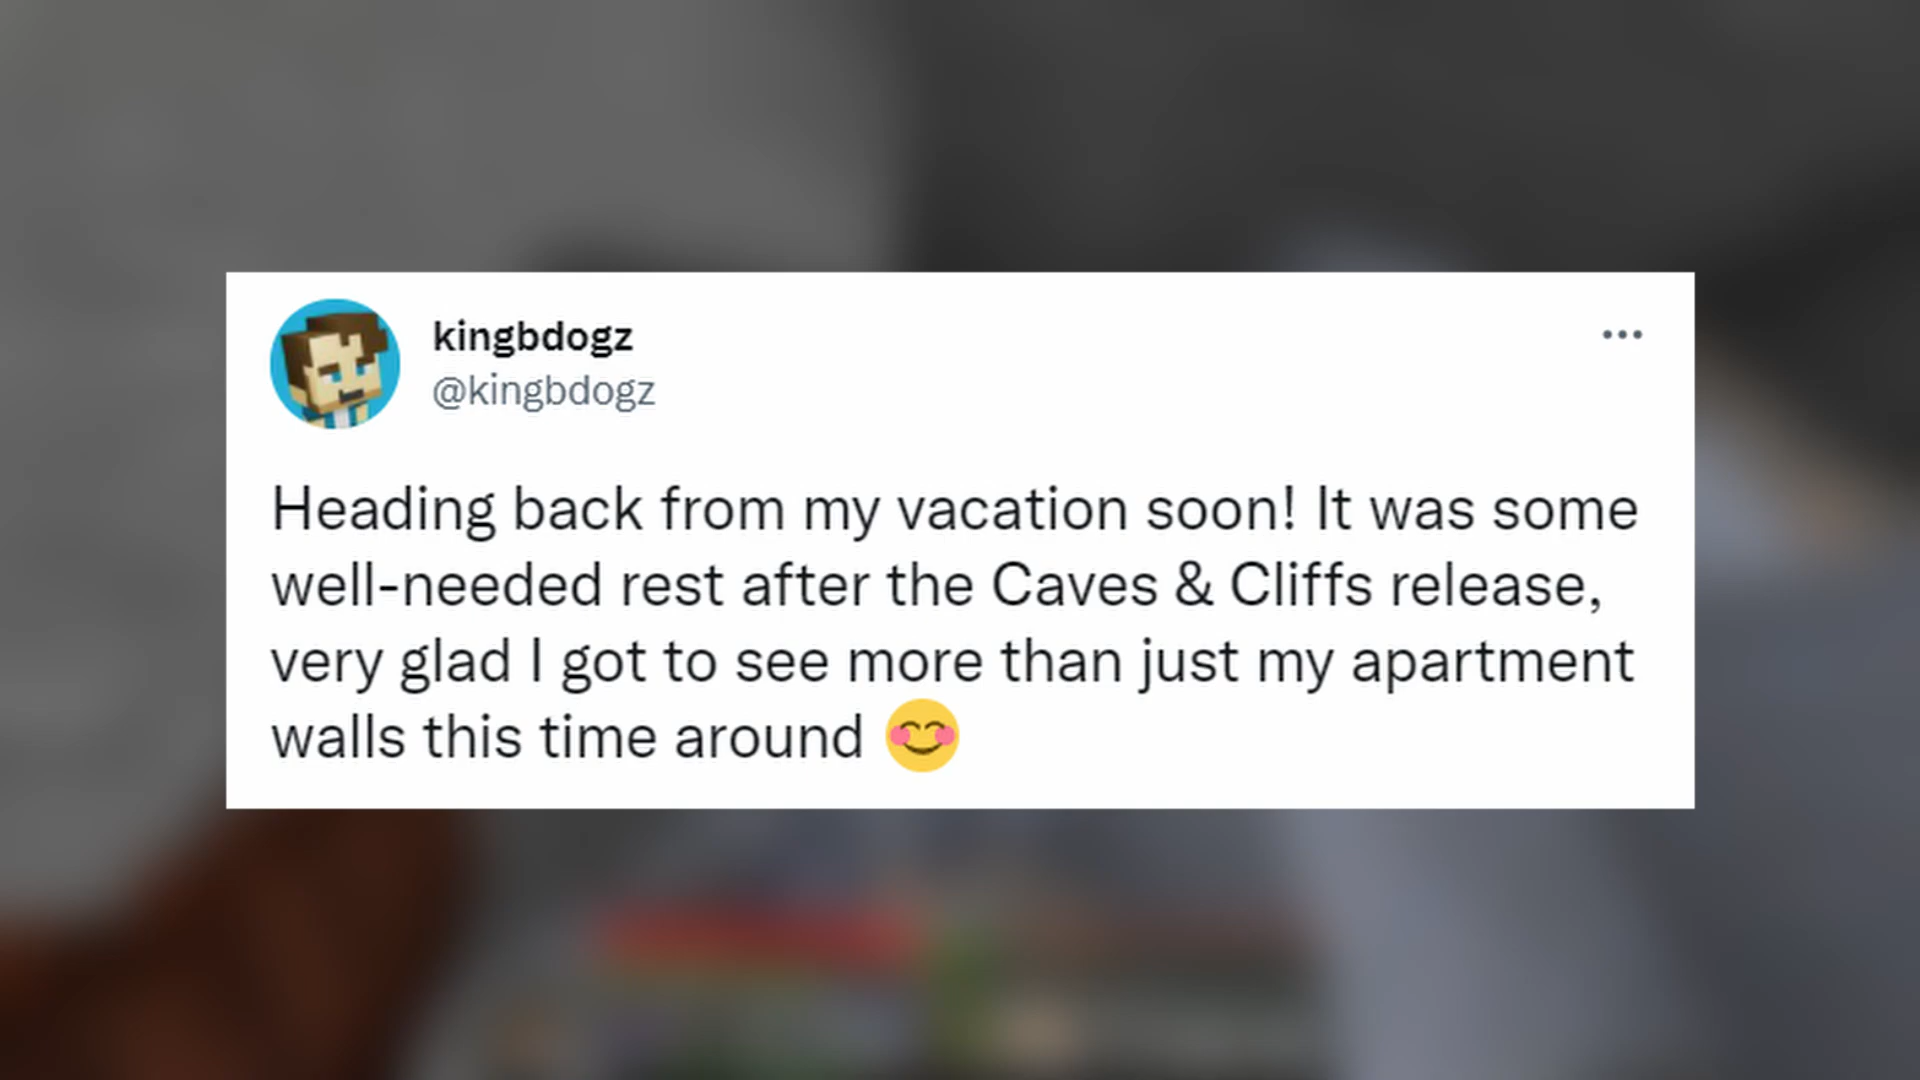 kingbdogz
@kingbdogz
Heading back from my vacation soon! It was some
well-needed rest after the Caves & Cliffs release,
very glad I got to see more than just my apartment
walls this time around 😊